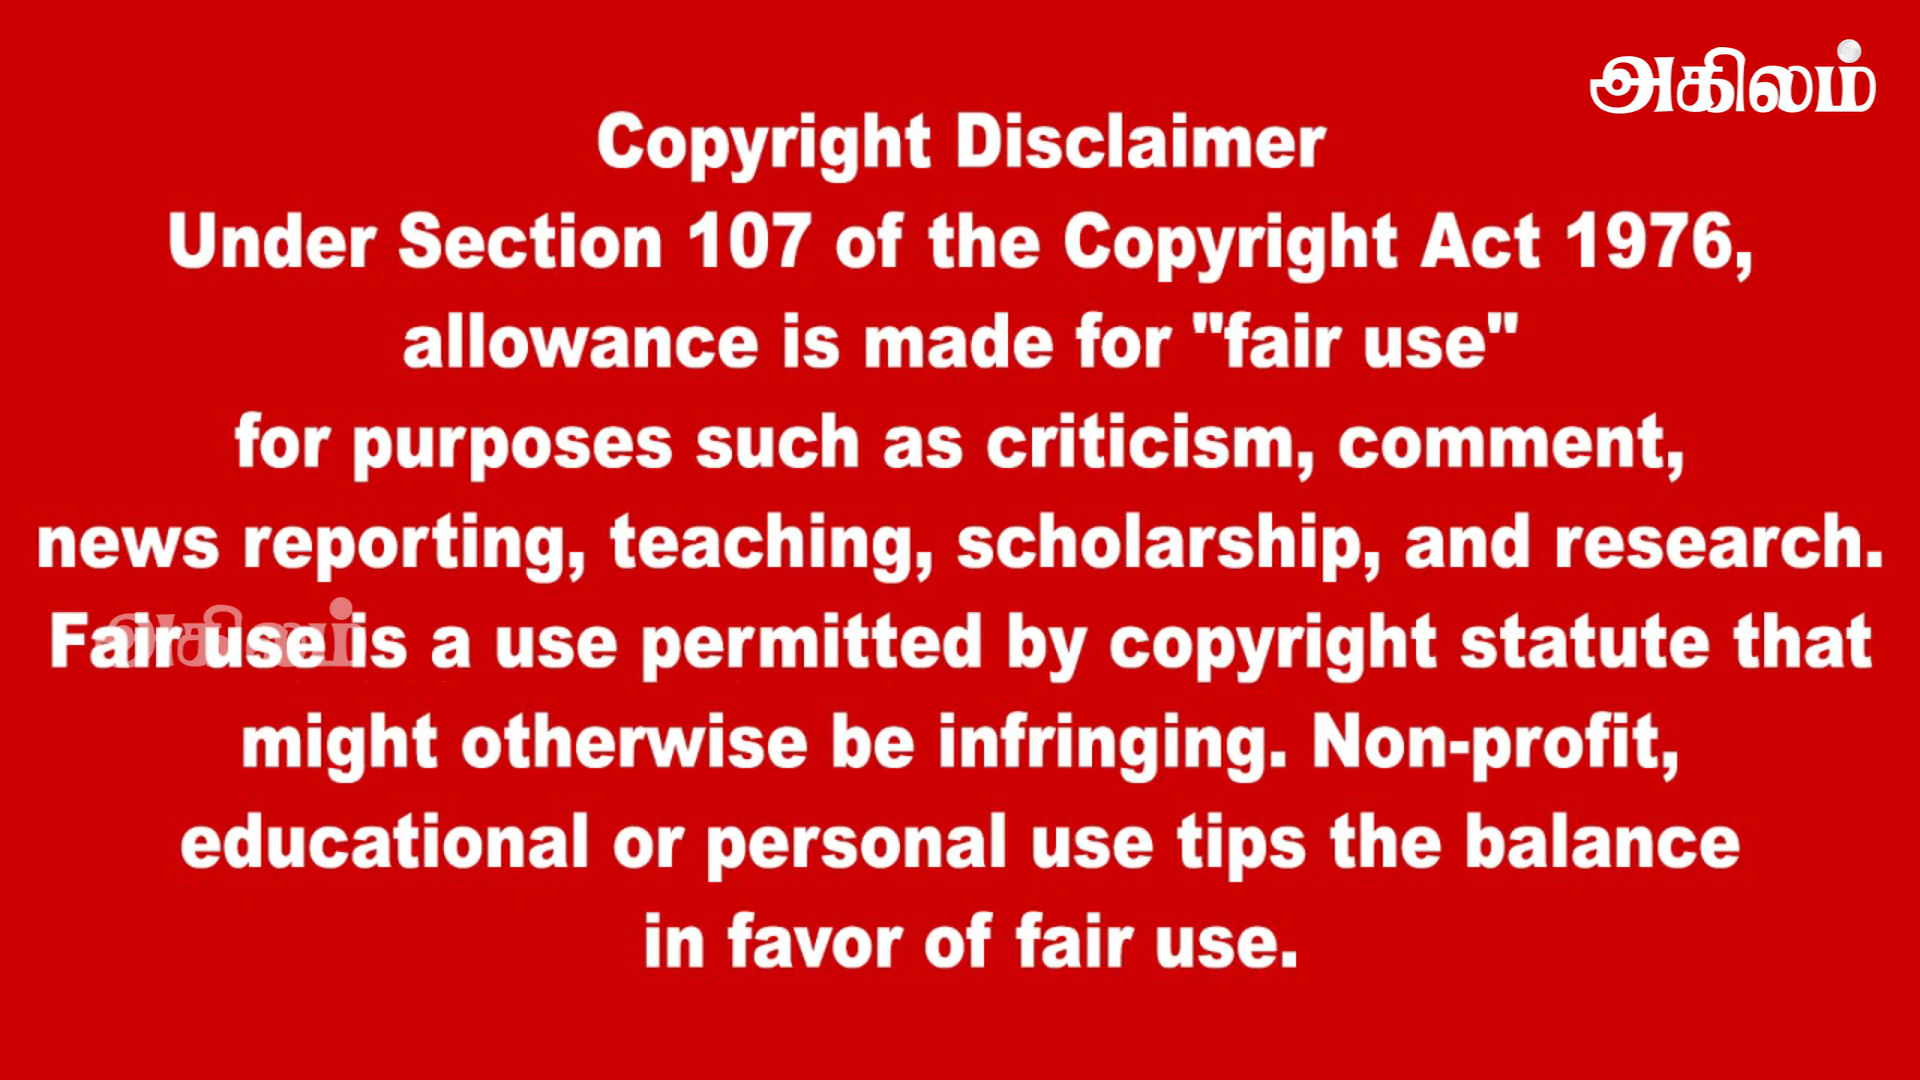 அகிலம்
Copyright Disclaimer
Under Section 107 of the Copyright Act 1976,
allowance is made for "fair use"
for purposes such as criticism, comment,
news reporting, teaching, scholarship, and research.
Fair use is a use permitted by copyright statute that
அகிலம்
might otherwise be infringing. Non-profit,
educational or personal use tips the balance
in favor of fair use.